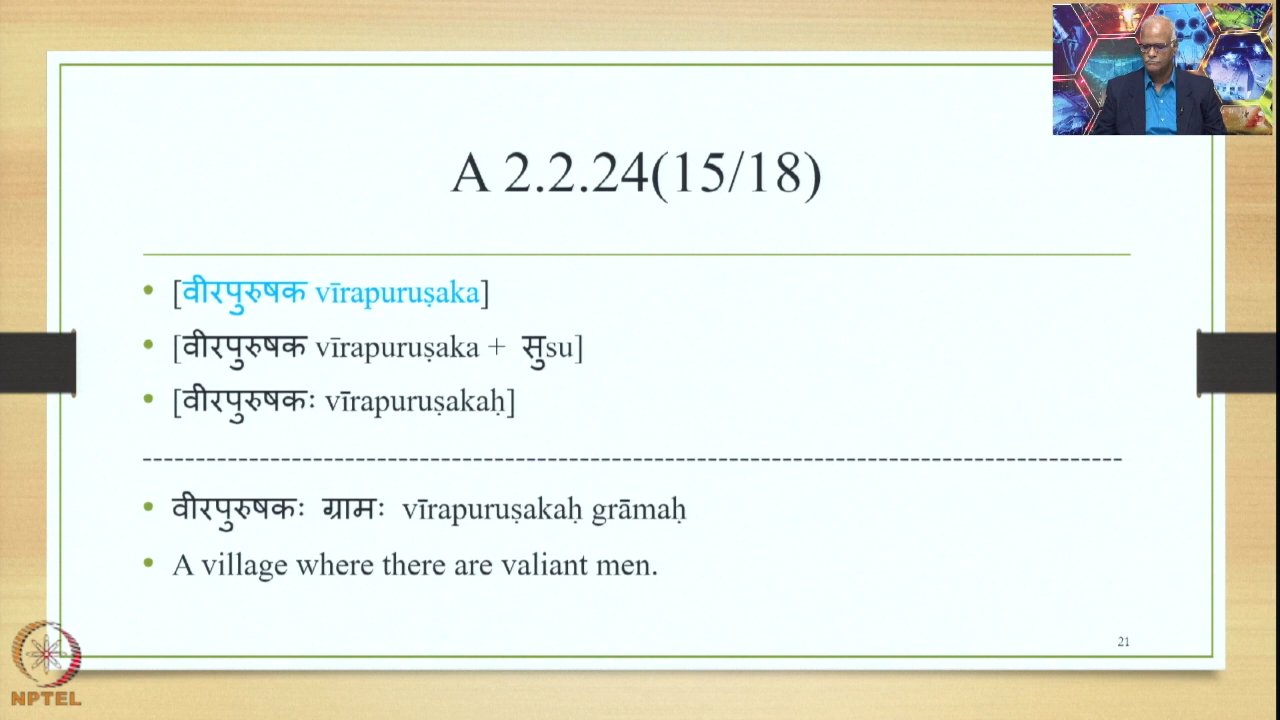 A 2.2.24(15/18)
• [वीरपुरुषक vīrapuruṣaka]
• [वीरपुरुषक vīrapuruṣaka + सुsu]
• [वीरपुरुषकः vīrapuruṣakaḥ]
--------------------------------------------------------------------------------------------
• वीरपुरुषकः ग्रामः vīrapuruṣakaḥ grāmaḥ
• A village where there are valiant men.
21
NPTEL